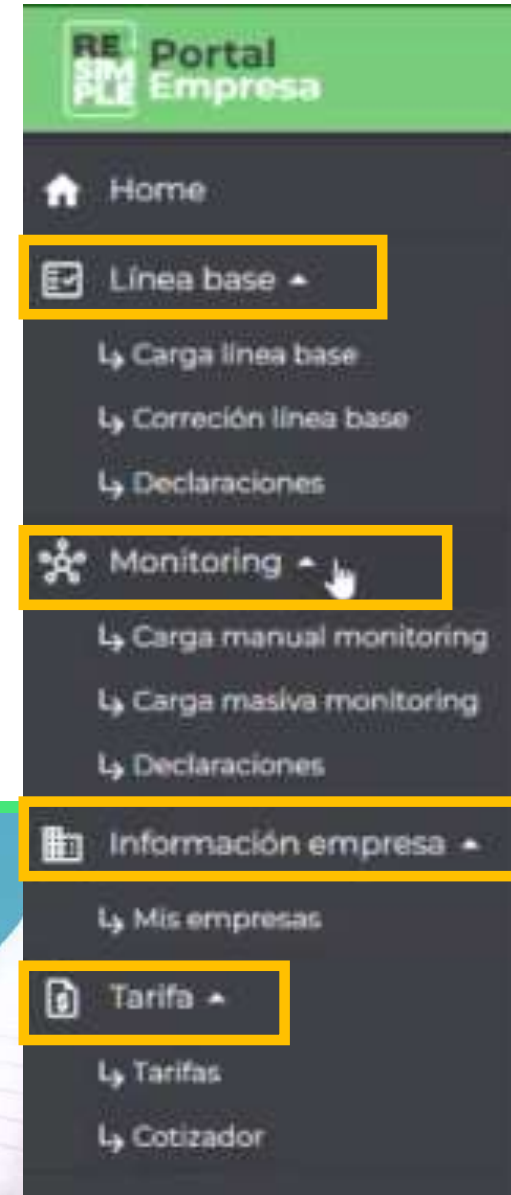 RE
SIM
PLE
Portal
Empresa
Home
Línea base
Carga línea base
Correción línea base
Declaraciones
Monitoring
Carga manual monitoring
Carga masiva monitoring
Declaraciones
Información empresa
Mis empresas
Tarifa
Tarifas
Cotizador